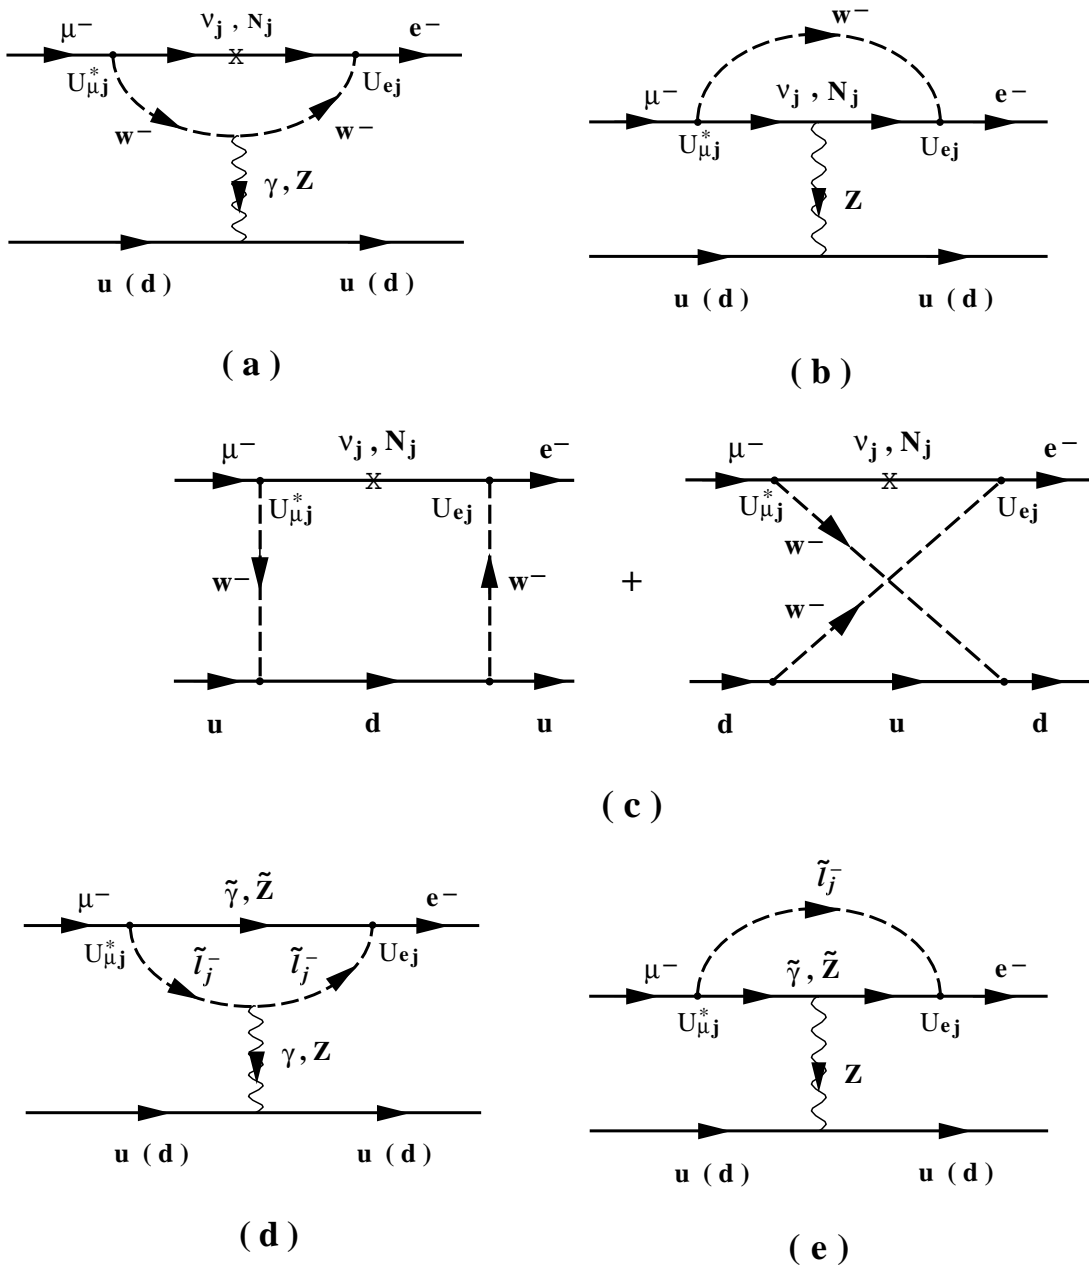 μ− νj , Nj e−
x
U*μj Uej
w− w−
γ, Z
u (d) u (d)
(a)
w−
μ− νj , Nj e−
U*μj Uej
Z
u (d) u (d)
(b)
μ− νj , Nj e−
x
U*μj Uej
w− w−
u d u
+
μ− νj , Nj e−
x
U*μj Uej
w−
w−
d u d
(c)
μ− γ̃, Z̃ e−
U*μj l̃j− l̃j− Uej
γ, Z
u (d) u (d)
(d)
l̃j−
μ− γ̃, Z̃ e−
U*μj Uej
Z
u (d) u (d)
(e)